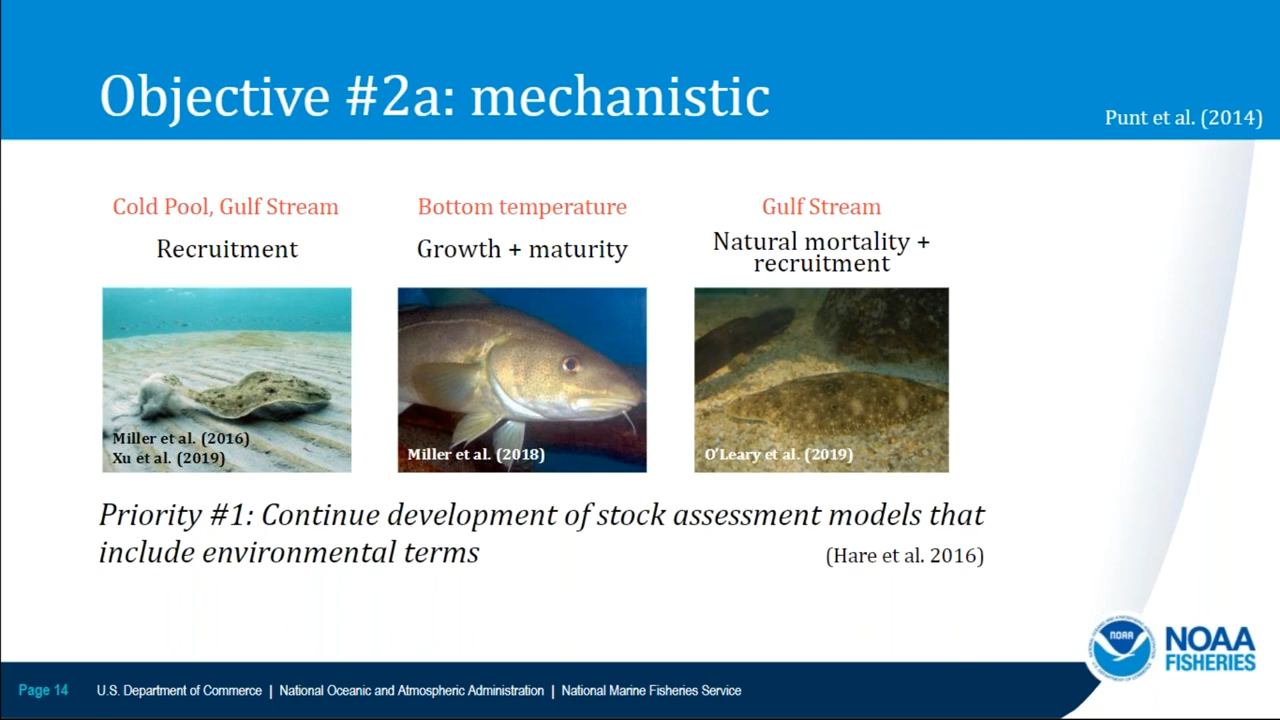 Objective #2a: mechanistic
Punt et al. (2014)
Cold Pool, Gulf Stream
Recruitment
Miller et al. (2016)
Xu et al. (2019)
Bottom temperature
Growth + maturity
Miller et al. (2018)
Gulf Stream
Natural mortality +
recruitment
O'Leary et al. (2019)
Priority #1: Continue development of stock assessment models that
include environmental terms
(Hare et al. 2016)
NOAA
NOAA
FISHERIES
Page 14
U.S. Department of Commerce | National Oceanic and Atmospheric Administration | National Marine Fisheries Service